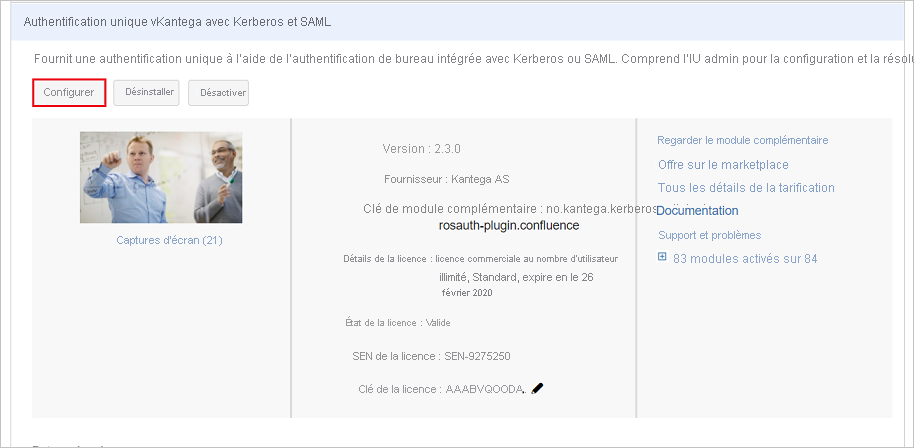 Authentification unique vKantega avec Kerberos et SAML
Fournit une authentification unique à l'aide de l'authentification de bureau intégrée avec Kerberos ou SAML. Comprend l'IU admin pour la configuration et la
Configurer
Désinstaller
Désactiver
Captures d'écran (21)
Version : 2.3.0
Fournisseur : Kantega AS
Clé de module complémentaire : no.kantega.kerberos
rosauth-plugin.confluence
Détails de la licence : licence commerciale au nombre d'utilisateur
illimité, Standard, expire en le 26
février 2020
État de la licence : Valide
SEN de la licence : SEN-9275250
Clé de la licence : AAABVQOODA..
Regarder le module complémentaire
Offre sur le marketplace
Tous les détails de la tarification
Documentation
Support et problèmes
83 modules activés sur 84